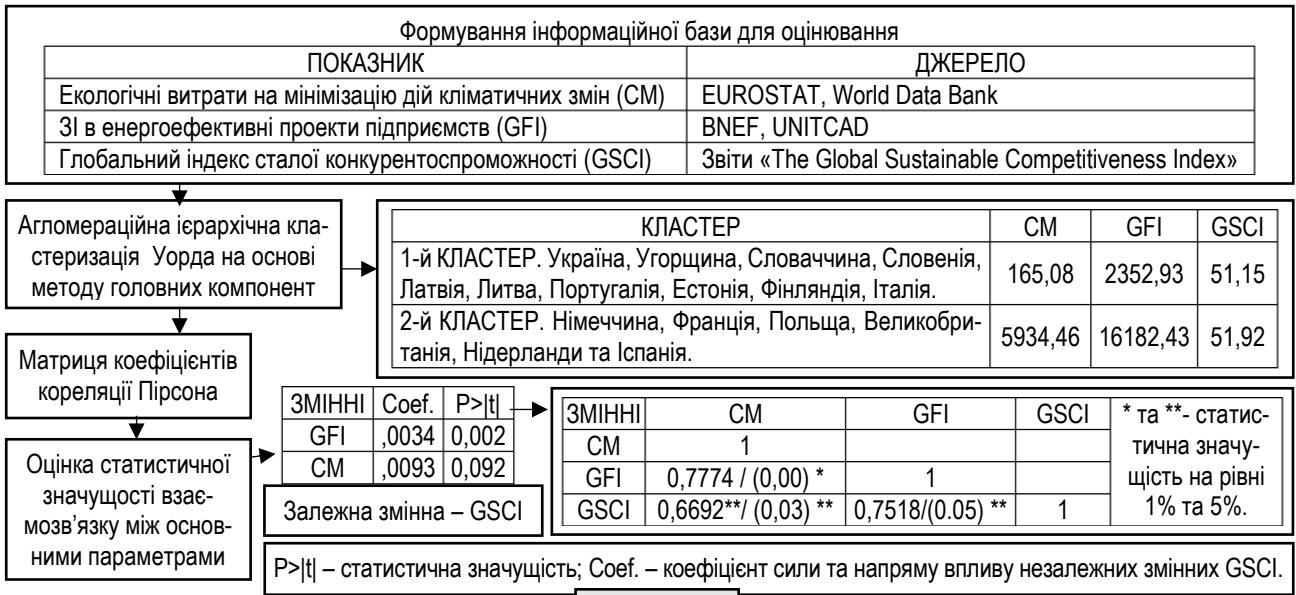 Формування інформаційної бази для оцінювання
ПОКАЗНИК ДЖЕРЕЛО
Екологічні витрати на мінімізацію дій кліматичних змін (CM) EUROSTAT, World Data Bank
ЗІ в енергоефективні проекти підприємств (GFI) BNEF, UNITCAD
Глобальний індекс сталої конкурентоспроможності (GSCI) Звіти «The Global Sustainable Competitiveness Index»
Агломераційна ієрархічна кла-
стеризація Уорда на основі
методу головних компонент
КЛАСТЕР CM GFI GSCI
1-й КЛАСТЕР. Україна, Угорщина, Словаччина, Словенія,
Латвія, Литва, Португалія, Естонія, Фінляндія, Італія.
165,08 2352,93 51,15
2-й КЛАСТЕР. Німеччина, Франція, Польща, Великобри-
танія, Нідерланди та Іспанія.
5934,46 16182,43 51,92
Матриця коефіцієнтів
кореляції Пірсона
Оцінка статистичної
значущості взає-
мозв’язку між основ-
ними параметрами
ЗМІННІ Coef. P>|t|
GFI ,0034 0,002
CM ,0093 0,092
Залежна змінна – GSCI
ЗМІННІ CM GFI GSCI
CM 1
GFI 0,7774 / (0,00) * 1
GSCI 0,6692**/ (0,03) ** 0,7518/(0.05) ** 1
* та **- статис-
тична значу-
щість на рівні
1% та 5%.
P>|t| – статистична значущість; Coef. – коефіцієнт сили та напряму впливу незалежних змінних GSCI.